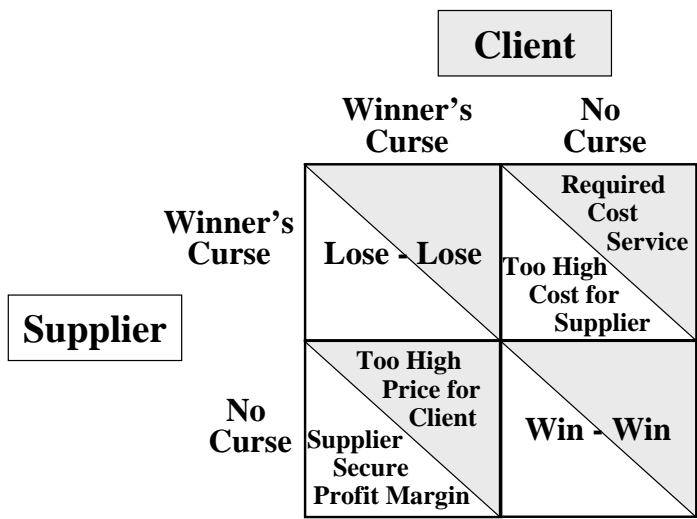 Client
Winner's
Curse
No
Curse
Winner's
Curse
Lose - Lose
Required
Cost
Service
Too High
Cost for
Supplier
Supplier
No
Curse
Too High
Price for
Client
Supplier
Secure
Profit Margin
Win - Win